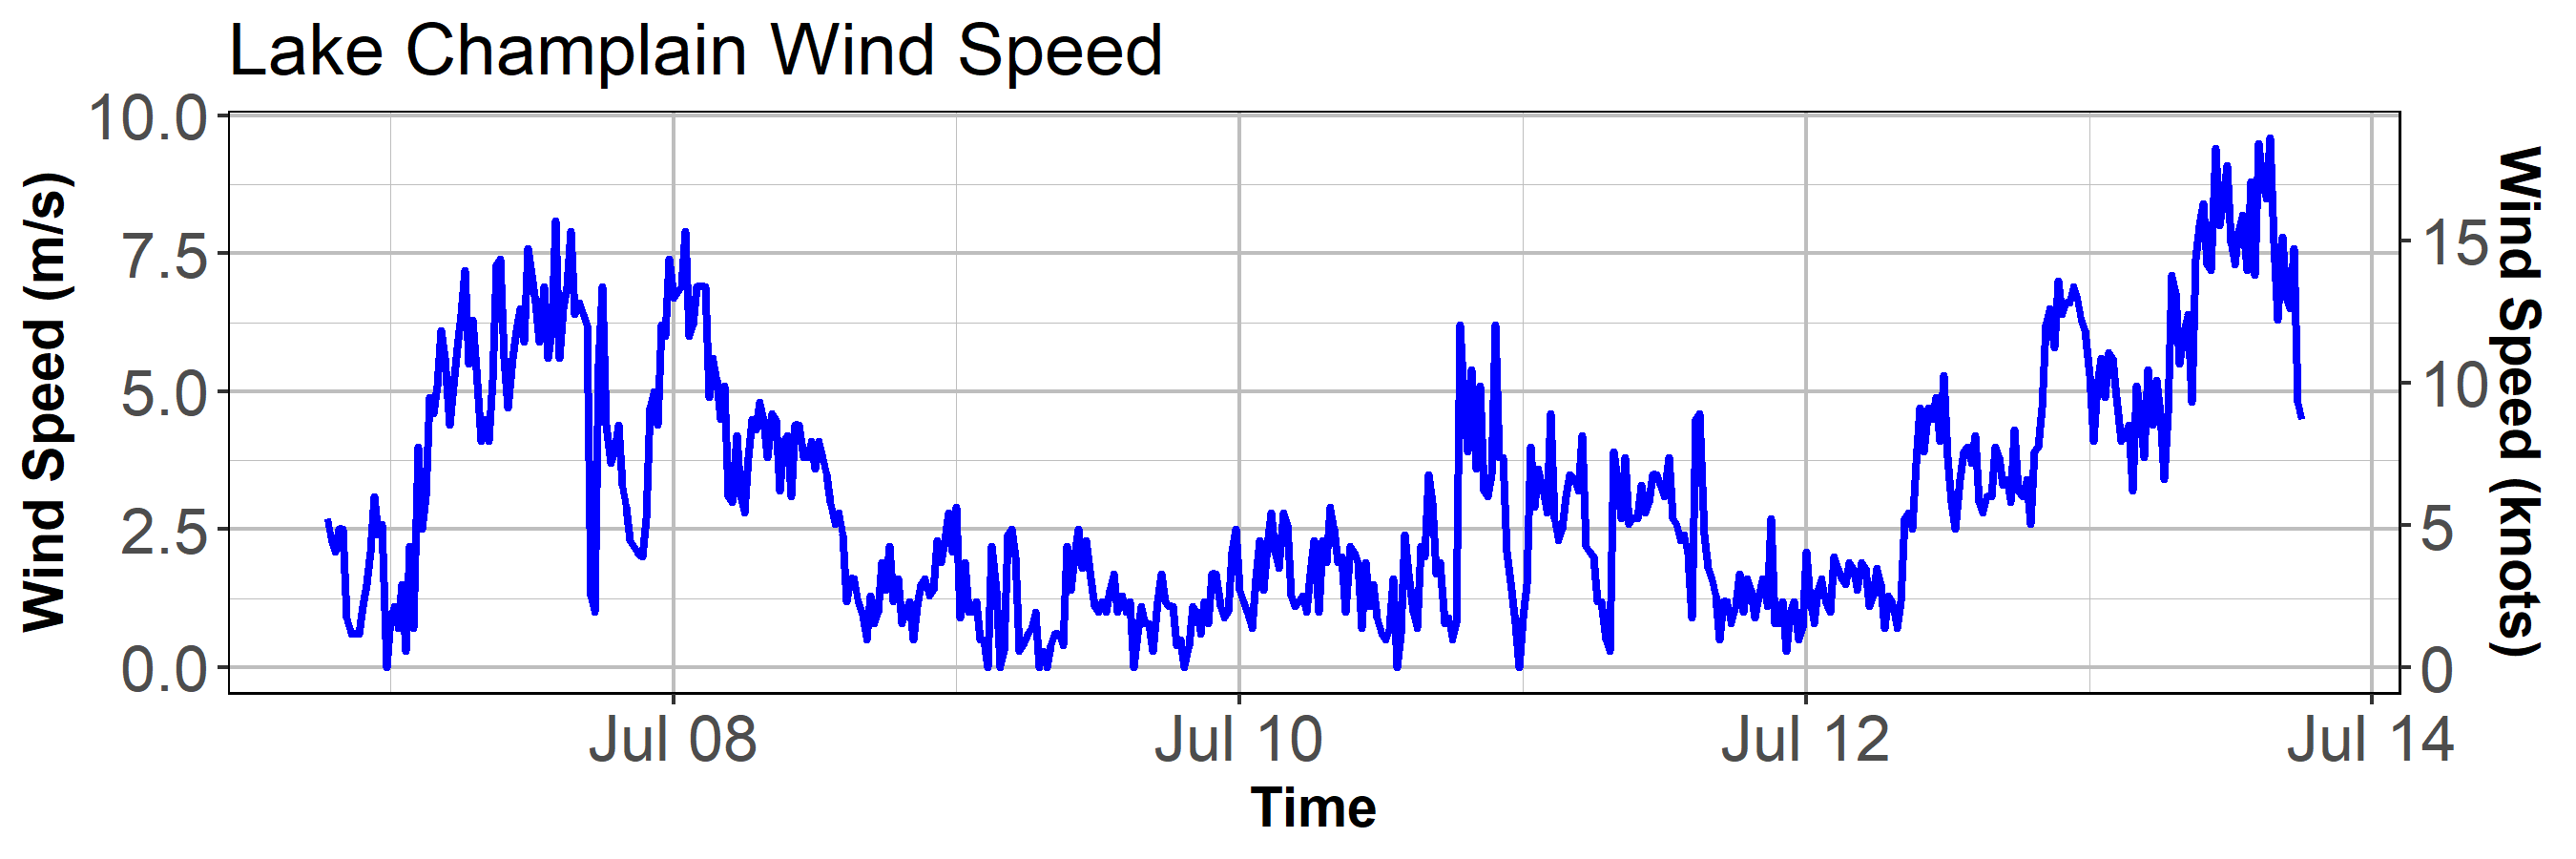 Lake Champlain Wind Speed
10.0
7.5
5.0
2.5
0.0
Wind Speed (m/s)
15
10
5
0
Wind Speed (knots)
Jul 08
Jul 10
Jul 12
Jul 14
Time